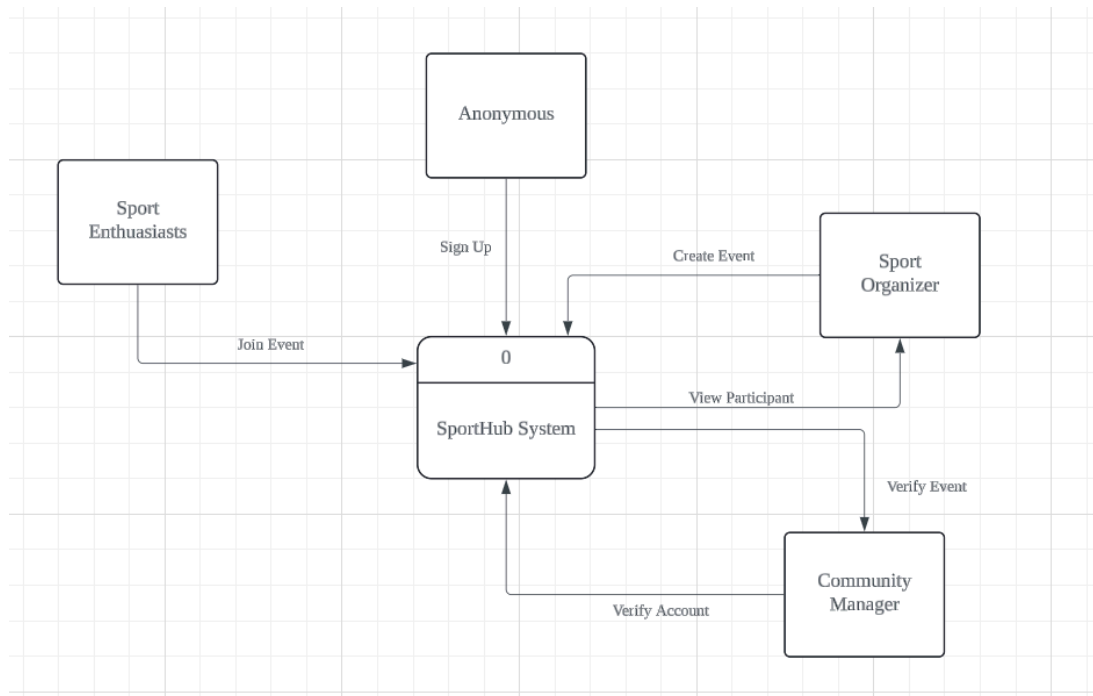 Anonymous
Sport
Enthuasiasts
Sign Up
Create Event
Sport
Organizer
Join Event
0
SportHub System
View Participant
Verify Event
Community
Manager
Verify Account